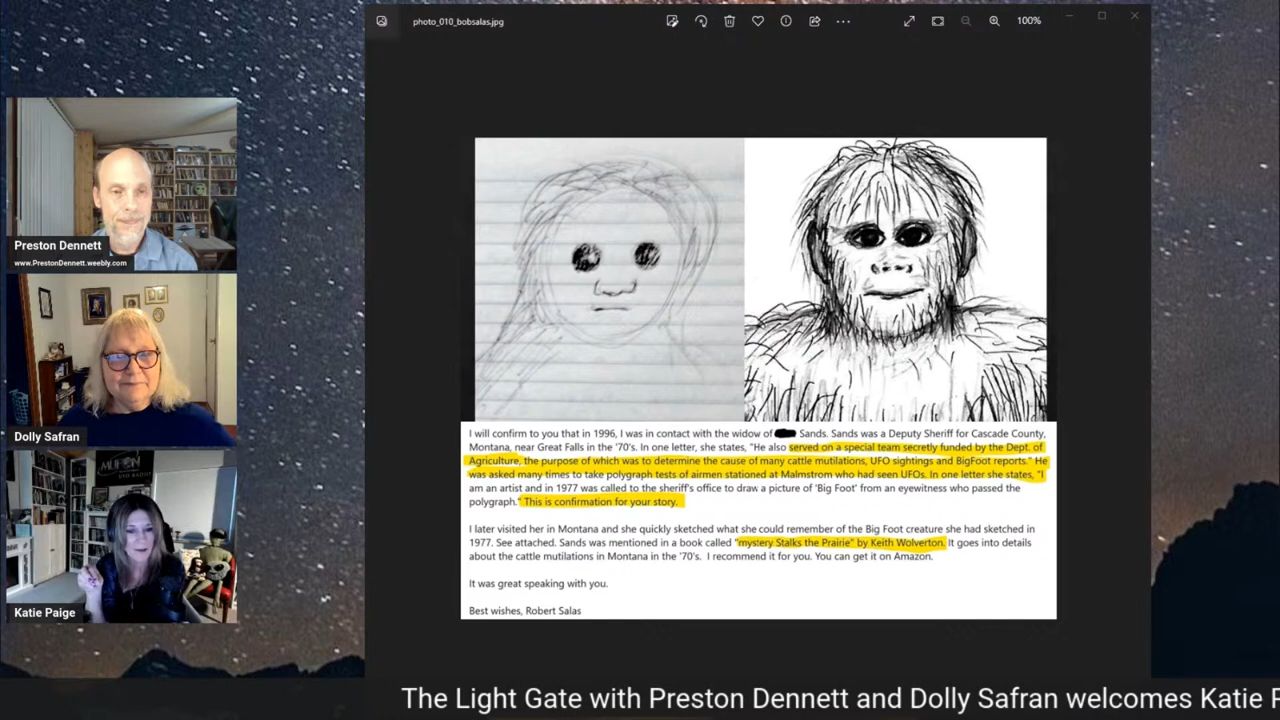 photo_010_bobsalas.jpg
100%
Preston Dennett
www.PrestonDennett.weebly.com
Dolly Safran
MUFON
Katie Paige
I will confirm to you that in 1996, I was in contact with the widow of Sands. Sands was a Deputy Sheriff for Cascade County,
Montana, near Great Falls in the '70's. In one letter, she states, "He also served on a special team secretly funded by the Dept. of
Agriculture, the purpose of which was to determine the cause of many cattle mutilations, UFO sightings and BigFoot reports." He
was asked many times to take polygraph tests of airmen stationed at Malmstrom who had seen UFOs. In one letter she states, "I
am an artist and in 1977 was called to the sheriff's office to draw a picture of 'Big Foot' from an eyewitness who passed the
polygraph." This is confirmation for your story.
I later visited her in Montana and she quickly sketched what she could remember of the Big Foot creature she had sketched in
1977. See attached. Sands was mentioned in a book called "mystery Stalks the Prairie" by Keith Wolverton. It goes into details
about the cattle mutilations in Montana in the '70's. I recommend it for you. You can get it on Amazon.
It was great speaking with you.
Best wishes, Robert Salas
The Light Gate with Preston Dennett and Dolly Safran welcomes Katie P